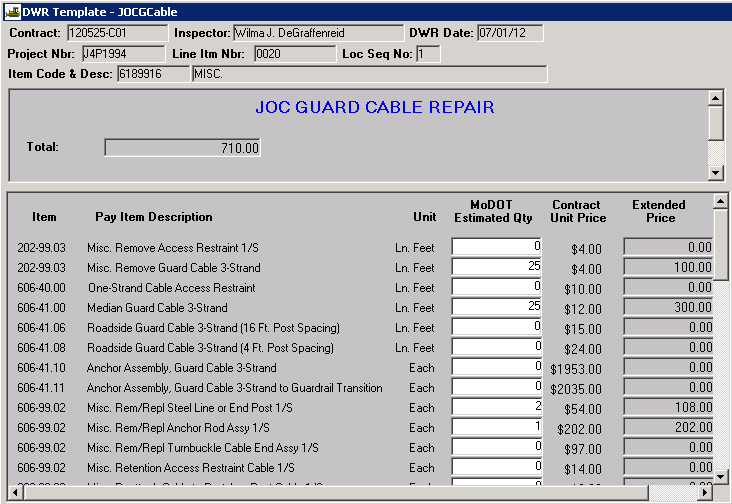 DWR Template - JOCGCable
Contract: 120525-C01 Inspector: Wilma J. DeGraffenreid DWR Date: 07/01/12
Project Nbr: J4P1994 Line Itm Nbr: 0020 Loc Seq No: 1
Item Code & Desc: 6189916 MISC.
JOC GUARD CABLE REPAIR
Total: 710.00
Item Pay Item Description Unit MoDOT Estimated Qty Contract Unit Price Extended Price
202-99.03 Misc. Remove Access Restraint 1/S Ln. Feet 0 $4.00 0.00
202-99.03 Misc. Remove Guard Cable 3-Strand Ln. Feet 25 $4.00 100.00
606-40.00 One-Strand Cable Access Restraint Ln. Feet 0 $10.00 0.00
606-41.00 Median Guard Cable 3-Strand Ln. Feet 25 $12.00 300.00
606-41.06 Roadside Guard Cable 3-Strand (16 Ft. Post Spacing) Ln. Feet 0 $15.00 0.00
606-41.08 Roadside Guard Cable 3-Strand (4 Ft. Post Spacing) Ln. Feet 0 $24.00 0.00
606-41.10 Anchor Assembly, Guard Cable 3-Strand Each 0 $1953.00 0.00
606-41.11 Anchor Assembly, Guard Cable 3-Strand to Guardrail Transition Each 0 $2035.00 0.00
606-99.02 Misc. Rem/Repl Steel Line or End Post 1/S Each 2 $54.00 108.00
606-99.02 Misc. Rem/Repl Anchor Rod Assy 1/S Each 1 $202.00 202.00
606-99.02 Misc. Rem/Repl Turnbuckle Cable End Assy 1/S Each 0 $97.00 0.00
606-99.02 Misc. Retention Access Restraint Cable 1/S Each 0 $14.00 0.00